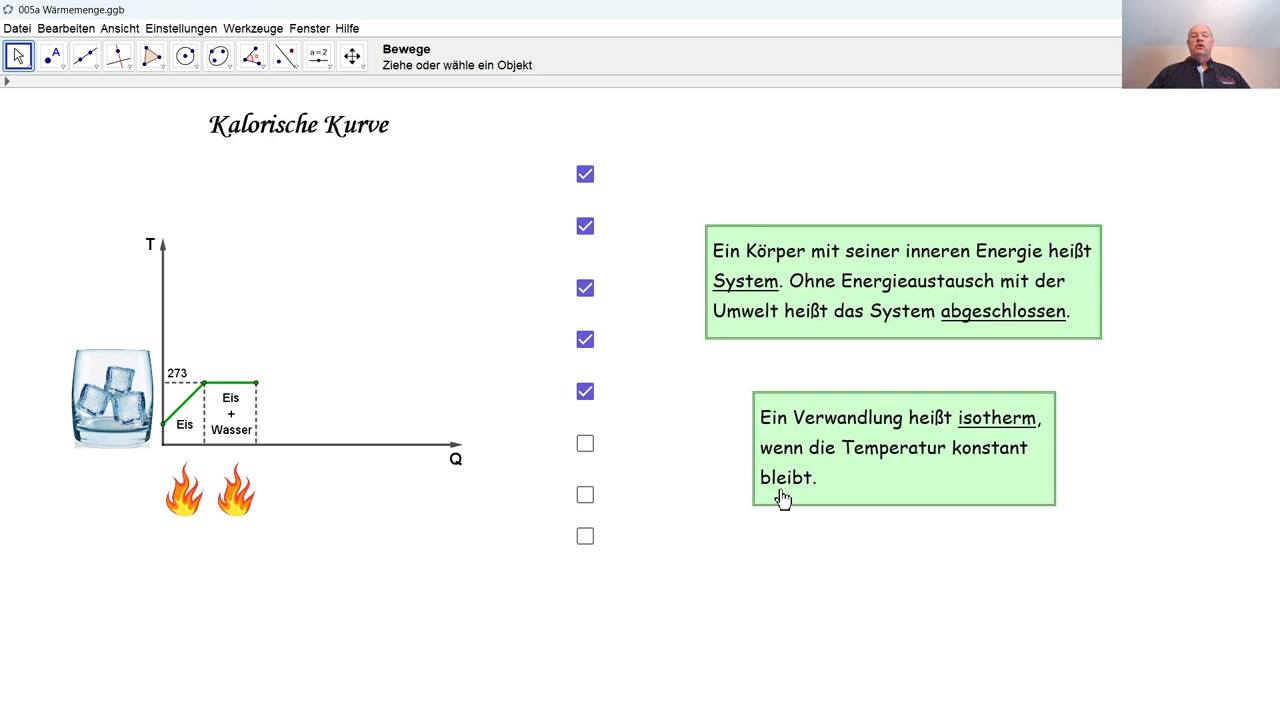 005a Wärmemenge.ggb
Datei Bearbeiten Ansicht Einstellungen Werkzeuge Fenster Hilfe
A
a=2
Bewege
Ziehe oder wähle ein Objekt
Kalorische Kurve
T
273
Eis
Eis
+
Wasser
Q
Ein Körper mit seiner inneren Energie heißt
System. Ohne Energieaustausch mit der
Umwelt heißt das System abgeschlossen.
Ein Verwandlung heißt isotherm,
wenn die Temperatur konstant
bleibt.